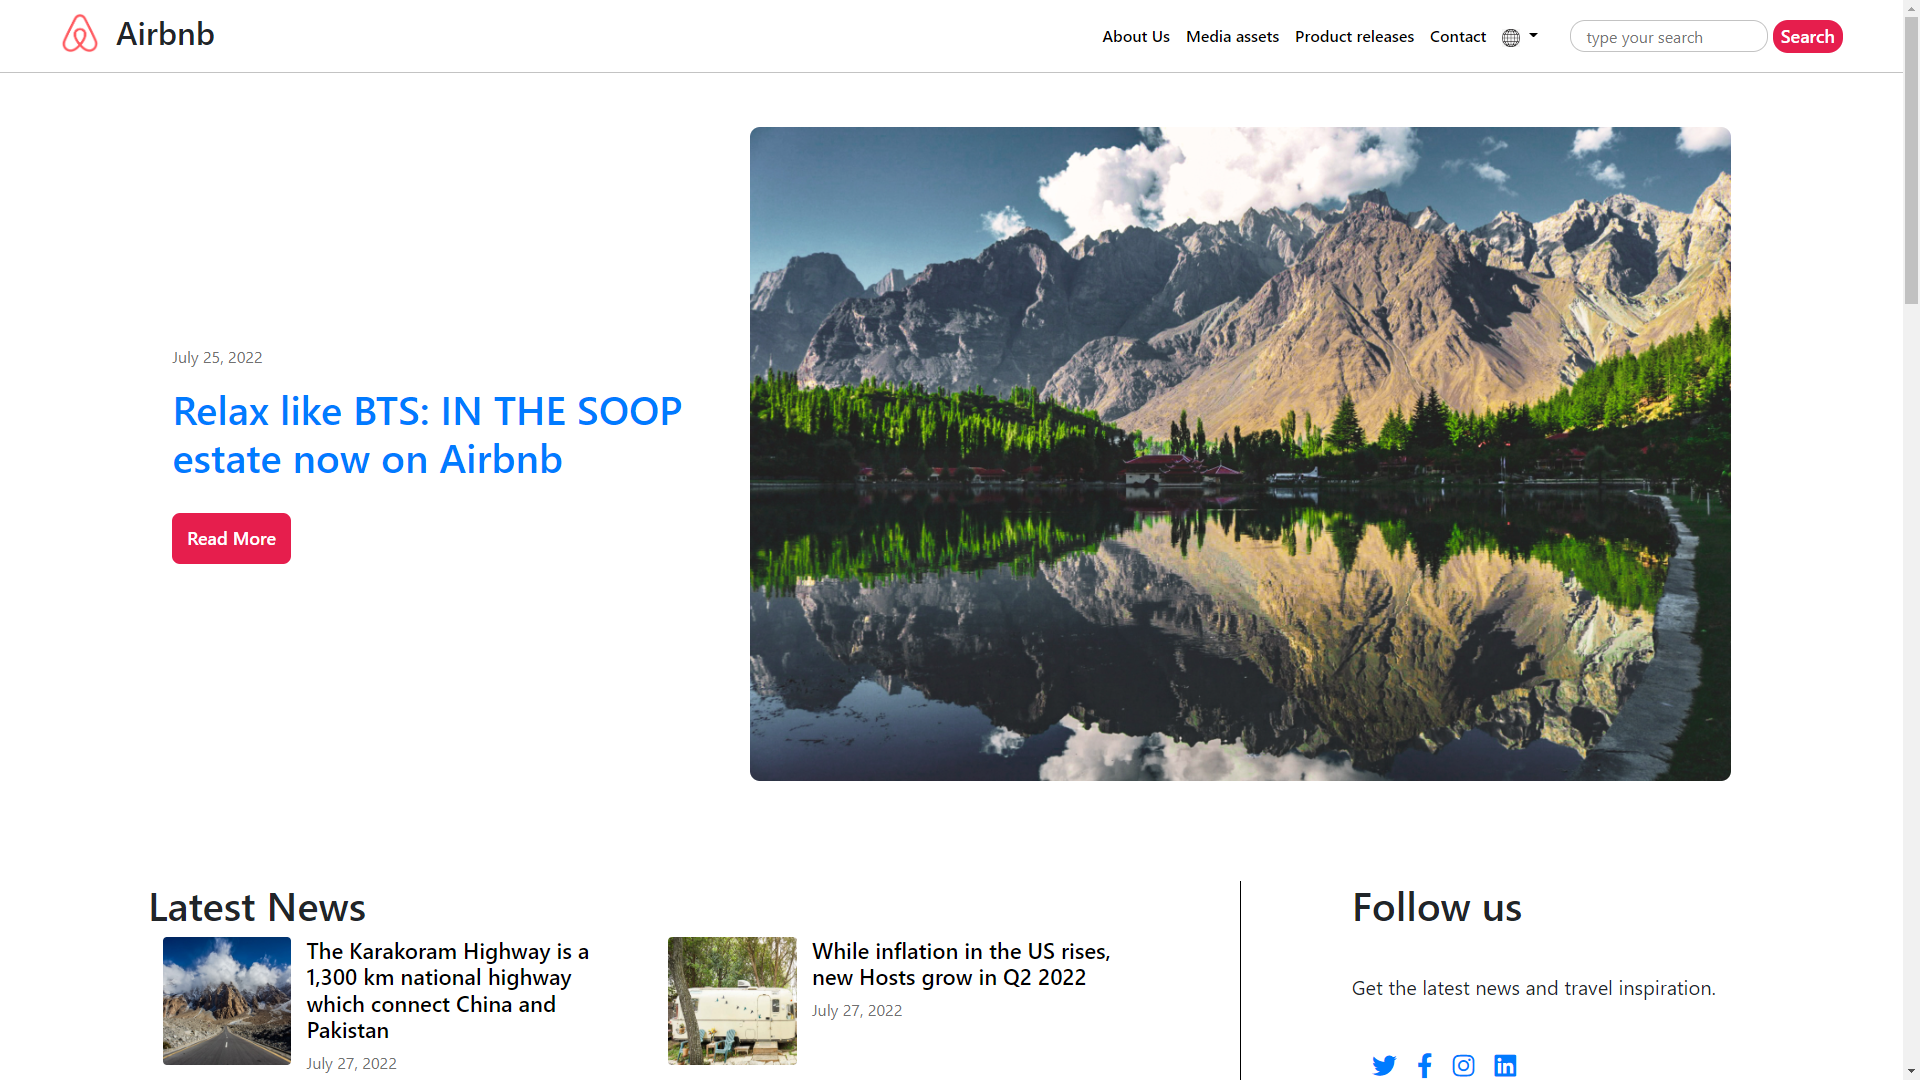 Airbnb
About Us Media assets Product releases Contact
type your search
Search
July 25, 2022
Relax like BTS: IN THE SOOP
estate now on Airbnb
Read More
Latest News
The Karakoram Highway is a
1,300 km national highway
which connect China and
Pakistan
July 27, 2022
While inflation in the US rises,
new Hosts grow in Q2 2022
July 27, 2022
Follow us
Get the latest news and travel inspiration.